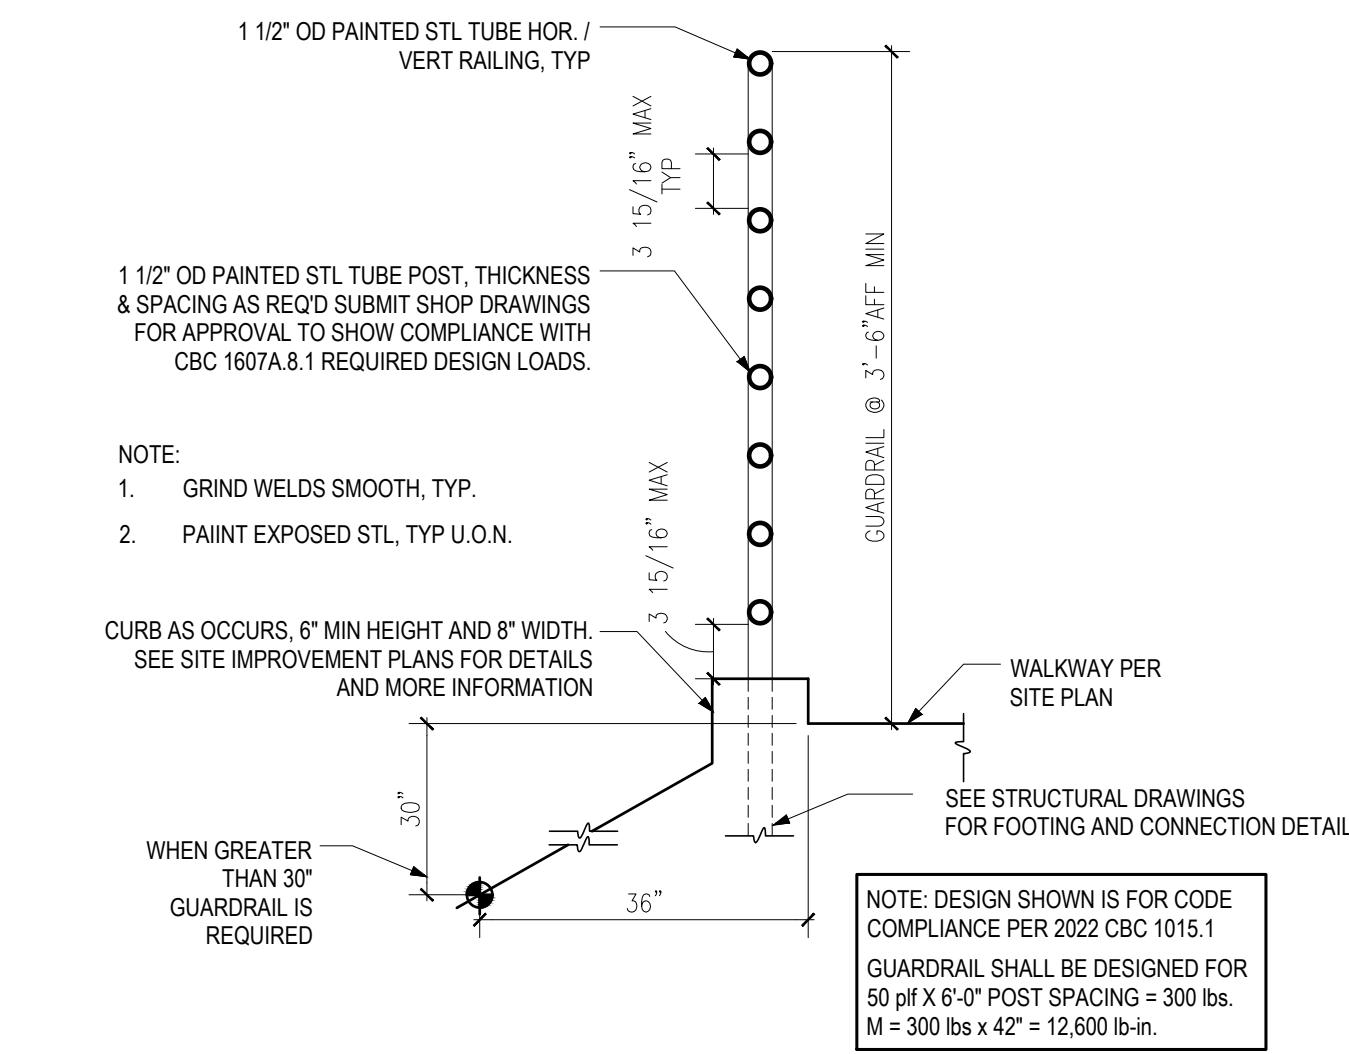 1 1/2" OD PAINTED STL TUBE HOR. /
VERT RAILING, TYP
3 15/16" MAX
TYP
1 1/2" OD PAINTED STL TUBE POST, THICKNESS
& SPACING AS REQ'D SUBMIT SHOP DRAWINGS
FOR APPROVAL TO SHOW COMPLIANCE WITH
CBC 1607A.8.1 REQUIRED DESIGN LOADS.
GUARDRAIL @ 3'-6"AFF MIN
NOTE:
1. GRIND WELDS SMOOTH, TYP.
2. PAIINT EXPOSED STL, TYP U.O.N.
3 15/16" MAX
CURB AS OCCURS, 6" MIN HEIGHT AND 8" WIDTH.
SEE SITE IMPROVEMENT PLANS FOR DETAILS
AND MORE INFORMATION
WALKWAY PER
SITE PLAN
30"
SEE STRUCTURAL DRAWINGS
FOR FOOTING AND CONNECTION DETAIL
WHEN GREATER
THAN 30"
GUARDRAIL IS
REQUIRED
36"
NOTE: DESIGN SHOWN IS FOR CODE
COMPLIANCE PER 2022 CBC 1015.1
GUARDRAIL SHALL BE DESIGNED FOR
50 plf X 6'-0" POST SPACING = 300 lbs.
M = 300 lbs x 42" = 12,600 lb-in.